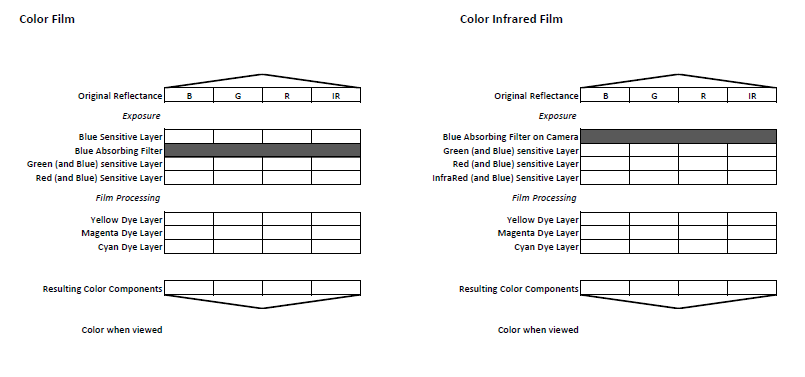 Color Film
Original Reflectance B G R IR
Exposure
Blue Sensitive Layer
Blue Absorbing Filter
Green (and Blue) sensitive Layer
Red (and Blue) Sensitive Layer
Film Processing
Yellow Dye Layer
Magenta Dye Layer
Cyan Dye Layer
Resulting Color Components
Color when viewed
Color Infrared Film
Original Reflectance B G R IR
Exposure
Blue Absorbing Filter on Camera
Green (and Blue) sensitive Layer
Red (and Blue) sensitive Layer
InfraRed (and Blue) Sensitive Layer
Film Processing
Yellow Dye Layer
Magenta Dye Layer
Cyan Dye Layer
Resulting Color Components
Color when viewed